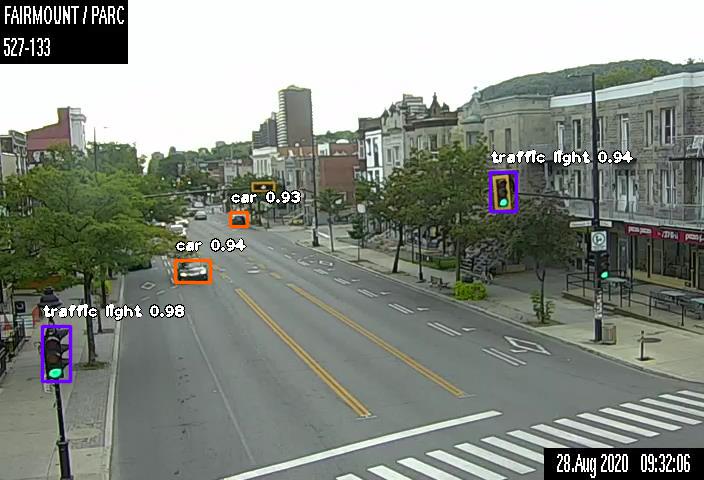 FAIRMOUNT / PARC
527-133
traffic light 0.94
car 0.93
car 0.94
traffic light 0.98
28.Aug 2020 09:32:06